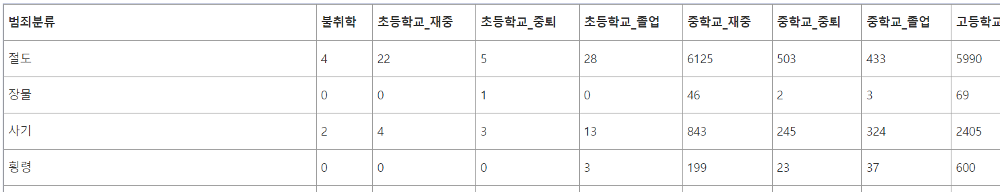 범죄분류 불취학 초등학교_재중 초등학교_중퇴 초등학교_졸업 중학교_재중 중학교_중퇴 중학교_졸업 고등학교
절도 4 22 5 28 6125 503 433 5990
장물 0 0 1 0 46 2 3 69
사기 2 4 3 13 843 245 324 2405
횡령 0 0 0 3 199 23 37 600